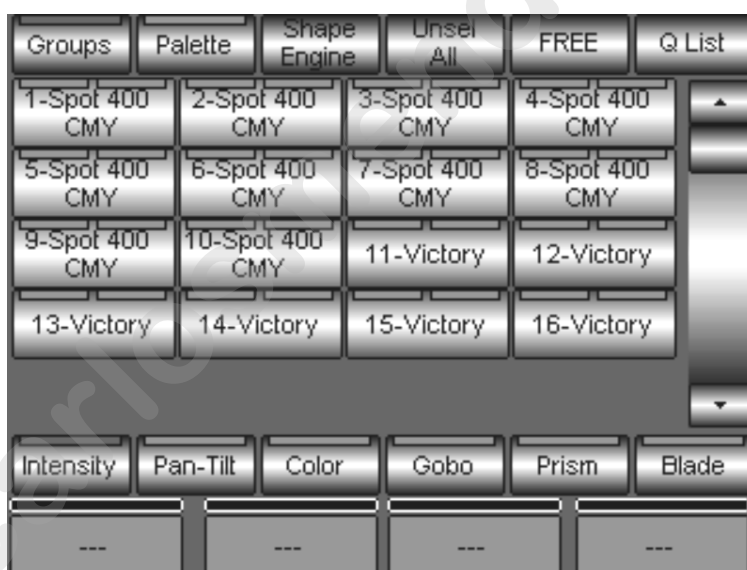 Groups Palette Shape Engine Unsel All FREE Q List
1-Spot 400 CMY 2-Spot 400 CMY 3-Spot 400 CMY 4-Spot 400 CMY
5-Spot 400 CMY 6-Spot 400 CMY 7-Spot 400 CMY 8-Spot 400 CMY
9-Spot 400 CMY 10-Spot 400 CMY 11-Victory 12-Victory
13-Victory 14-Victory 15-Victory 16-Victory
Intensity Pan-Tilt Color Gobo Prism Blade
--- --- --- ---